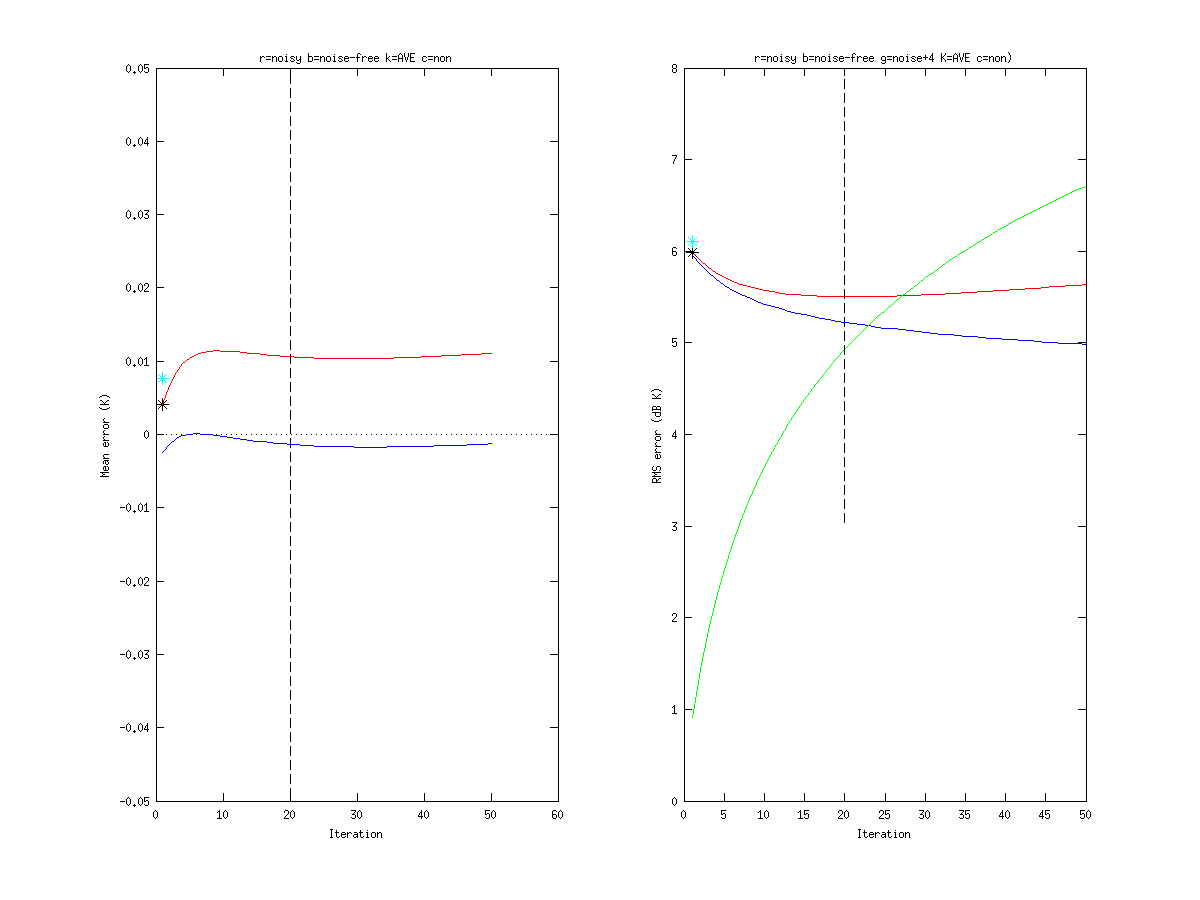 r=noisy b=noise-free k=AVE c=non
0.05
0.04
0.03
0.02
0.01
0
-0.01
-0.02
-0.03
-0.04
-0.05
Mean error (K)
0 10 20 30 40 50 60
Iteration
r=noisy b=noise-free g=noise+4 K=AVE c=non)
8
7
6
5
4
3
2
1
0
RMS error (dB K)
0 5 10 15 20 25 30 35 40 45 50
Iteration